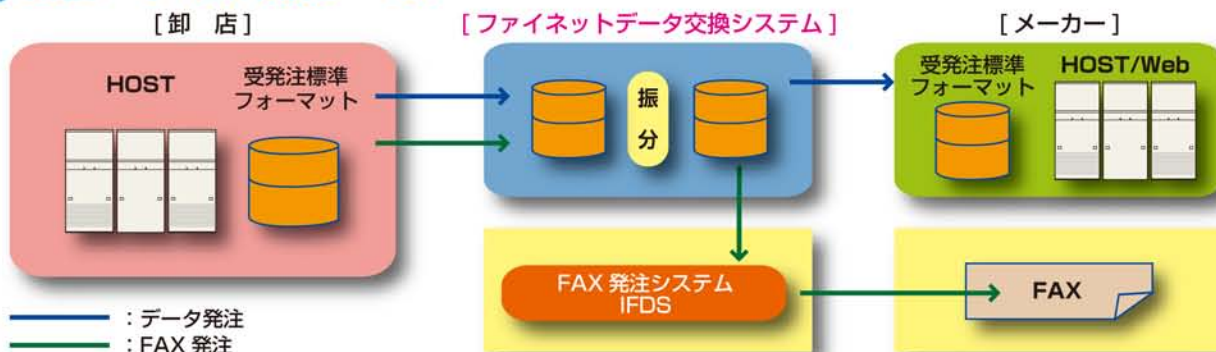 [卸 店]
[ファイネットデータ交換システム]
[メーカー]
HOST
受発注標準
フォーマット
振
分
受発注標準
フォーマット
HOST/Web
FAX 発注システム
IFDS
FAX
:データ発注
:FAX 発注